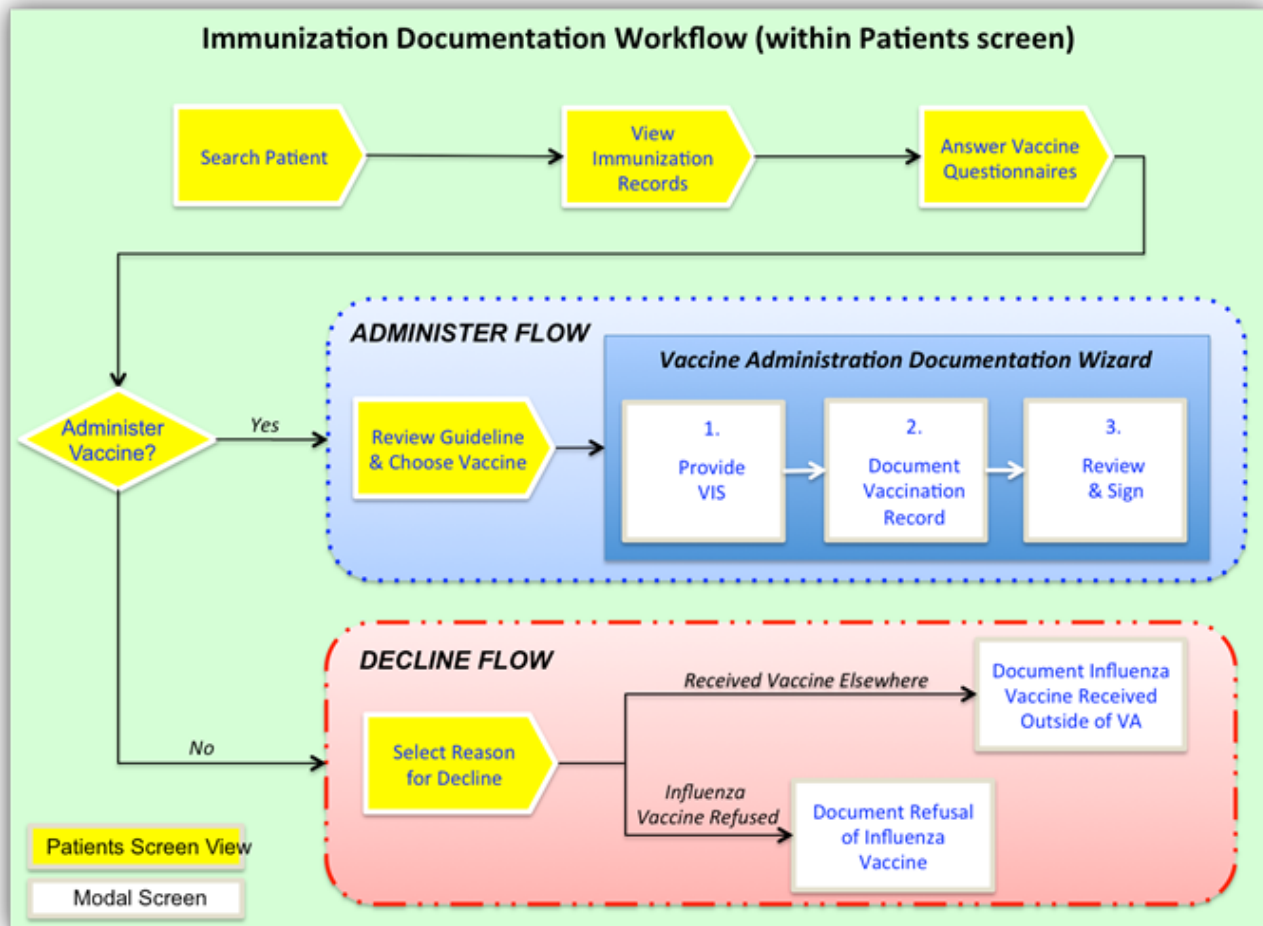 Immunization Documentation Workflow (within Patients screen)
Search Patient
View
Immunization
Records
Answer Vaccine
Questionnaires
Administer
Vaccine?
Yes
ADMINISTER FLOW
Vaccine Administration Documentation Wizard
Review Guideline
& Choose Vaccine
1.
Provide
VIS
2.
Document
Vaccination
Record
3.
Review
& Sign
No
DECLINE FLOW
Select Reason
for Decline
Received Vaccine Elsewhere
Document Influenza
Vaccine Received
Outside of VA
Influenza
Vaccine Refused
Document Refusal
of Influenza
Vaccine
Patients Screen View
Modal Screen